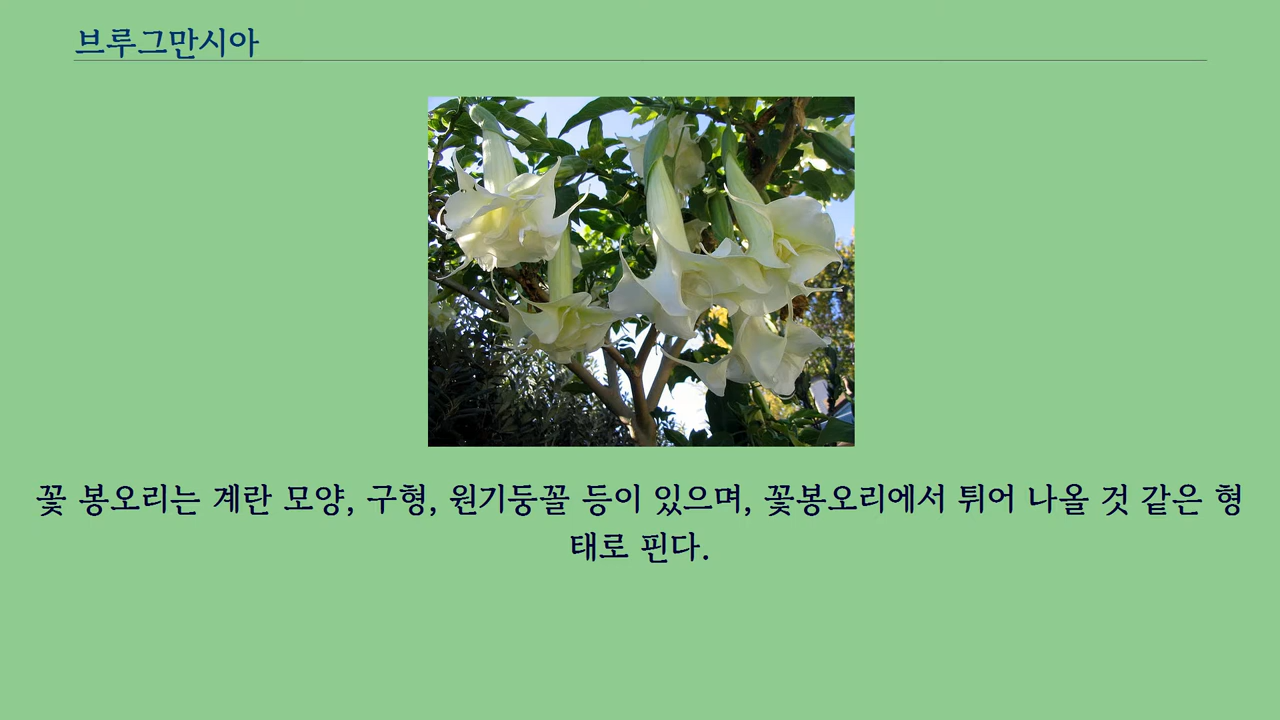 브루그만시아
꽃 봉오리는 계란 모양, 구형, 원기둥꼴 등이 있으며, 꽃봉오리에서 튀어 나올 것 같은 형
태로 핀다.